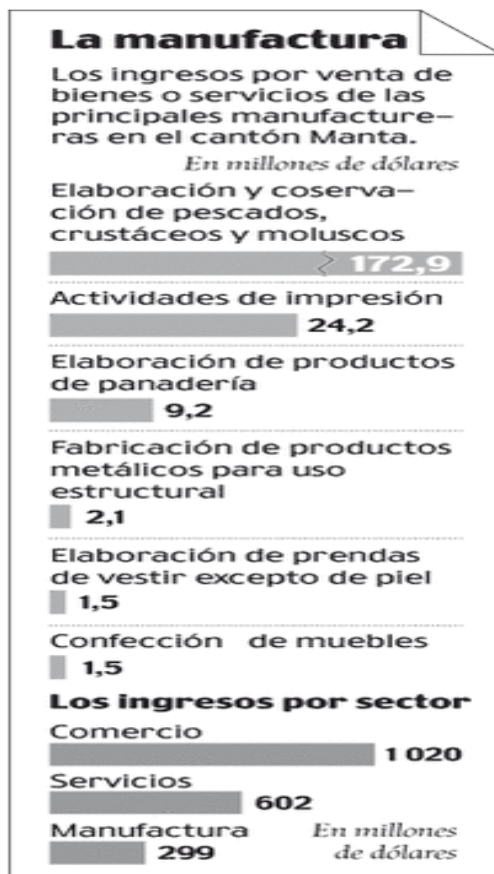 La manufactura
Los ingresos por venta de
bienes o servicios de las
principales manufacture-
ras en el cantón Manta.
En millones de dólares
Elaboración y coserva-
ción de pescados,
crustáceos y moluscos
172,9
Actividades de impresión
24,2
Elaboración de productos
de panadería
9,2
Fabricación de productos
metálicos para uso
estructural
2,1
Elaboración de prendas
de vestir excepto de piel
1,5
Confección de muebles
1,5
Los ingresos por sector
Comercio
1 020
Servicios
602
Manufactura
299
En millones
de dólares